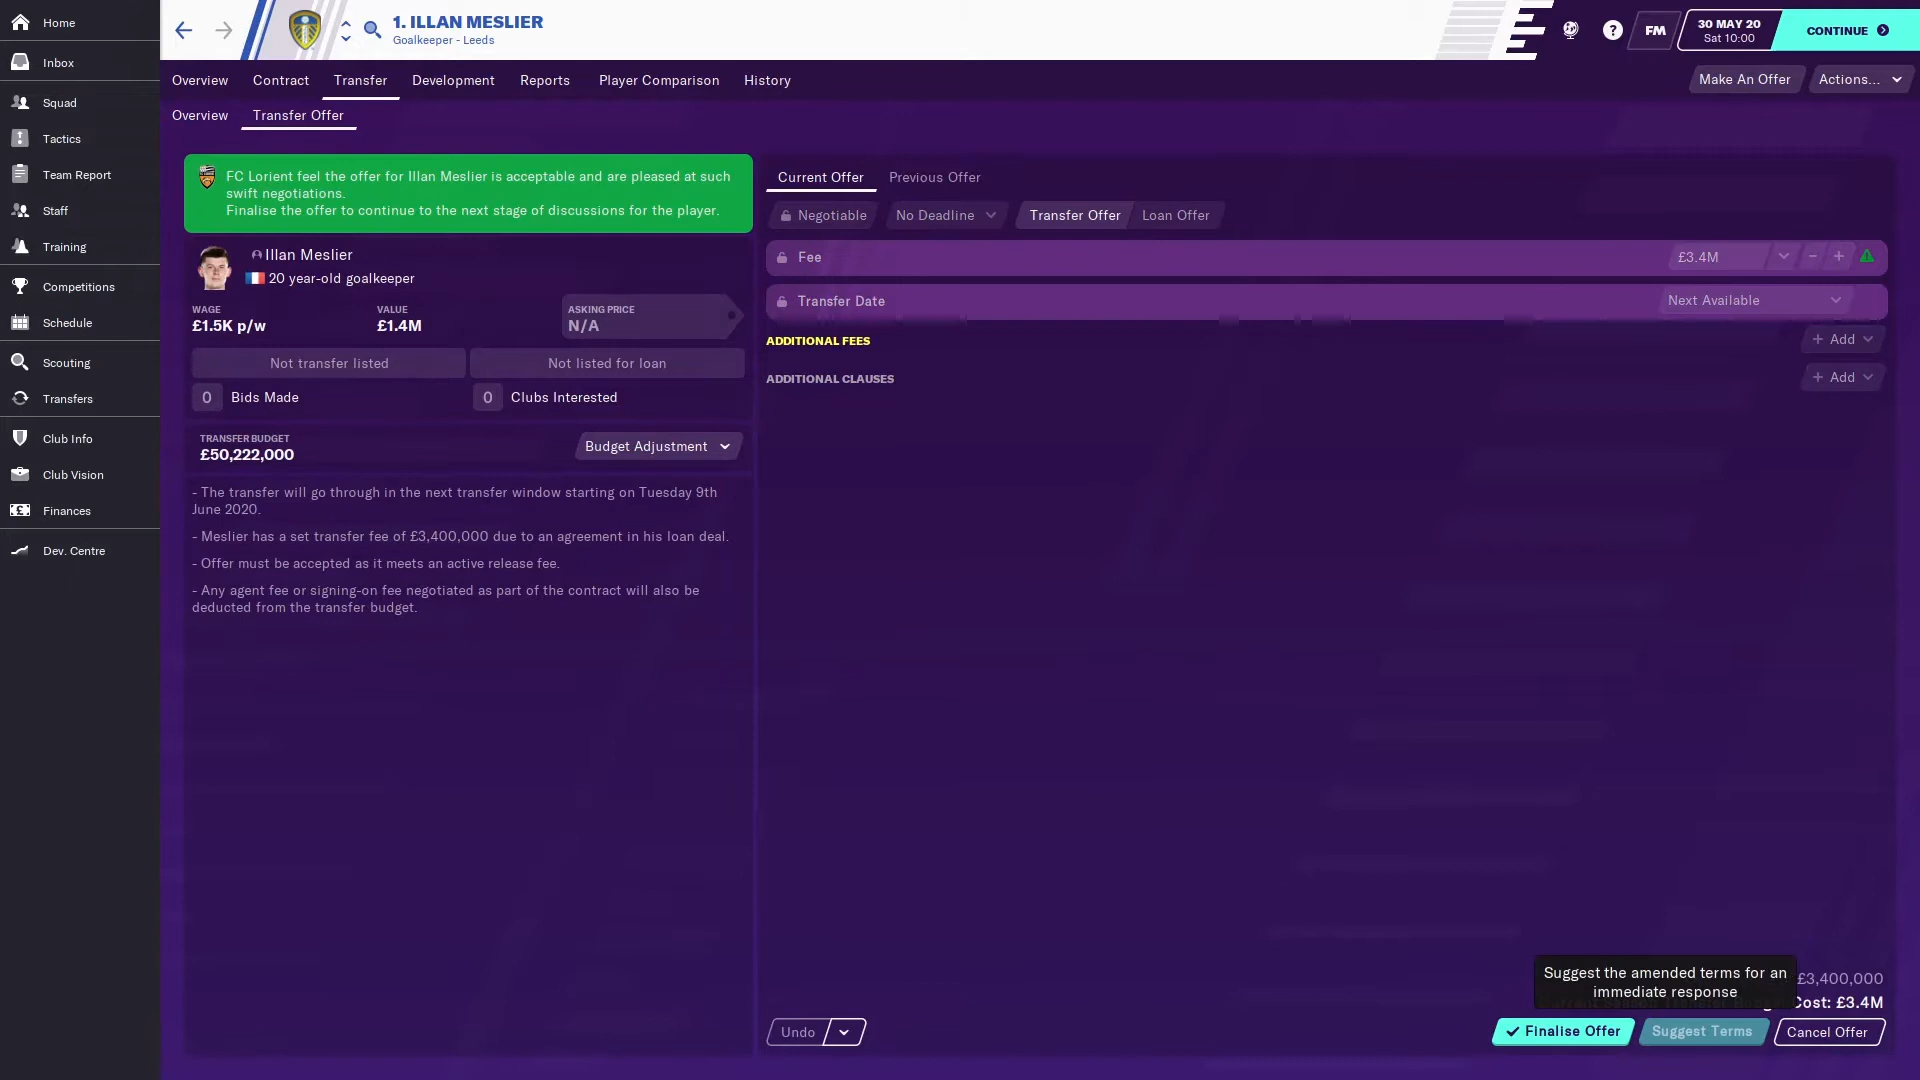 Home
Inbox
Squad
Tactics
Team Report
Staff
Training
Competitions
Schedule
Scouting
Transfers
Club Info
Club Vision
Finances
Dev. Centre
1. ILLAN MESLIER
Goalkeeper - Leeds
?
FM
30 MAY 20
Sat 10:00
CONTINUE
Overview Contract Transfer Development Reports Player Comparison History
Make An Offer Actions...
Overview Transfer Offer
FC Lorient feel the offer for Illan Meslier is acceptable and are pleased at such
swift negotiations.
Finalise the offer to continue to the next stage of discussions for the player.
Illan Meslier
20 year-old goalkeeper
WAGE
£1.5K p/w
VALUE
£1.4M
ASKING PRICE
N/A
Not transfer listed
Not listed for loan
0 Bids Made
0 Clubs Interested
TRANSFER BUDGET
£50,222,000
Budget Adjustment
- The transfer will go through in the next transfer window starting on Tuesday 9th
June 2020.
- Meslier has a set transfer fee of £3,400,000 due to an agreement in his loan deal.
- Offer must be accepted as it meets an active release fee.
- Any agent fee or signing-on fee negotiated as part of the contract will also be
deducted from the transfer budget.
Current Offer Previous Offer
Negotiable No Deadline Transfer Offer Loan Offer
Fee £3.4M - +
Transfer Date Next Available
ADDITIONAL FEES + Add
ADDITIONAL CLAUSES + Add
Suggest the amended terms for an
immediate response
£3,400,000
Cost: £3.4M
Undo
Finalise Offer
Suggest Terms
Cancel Offer